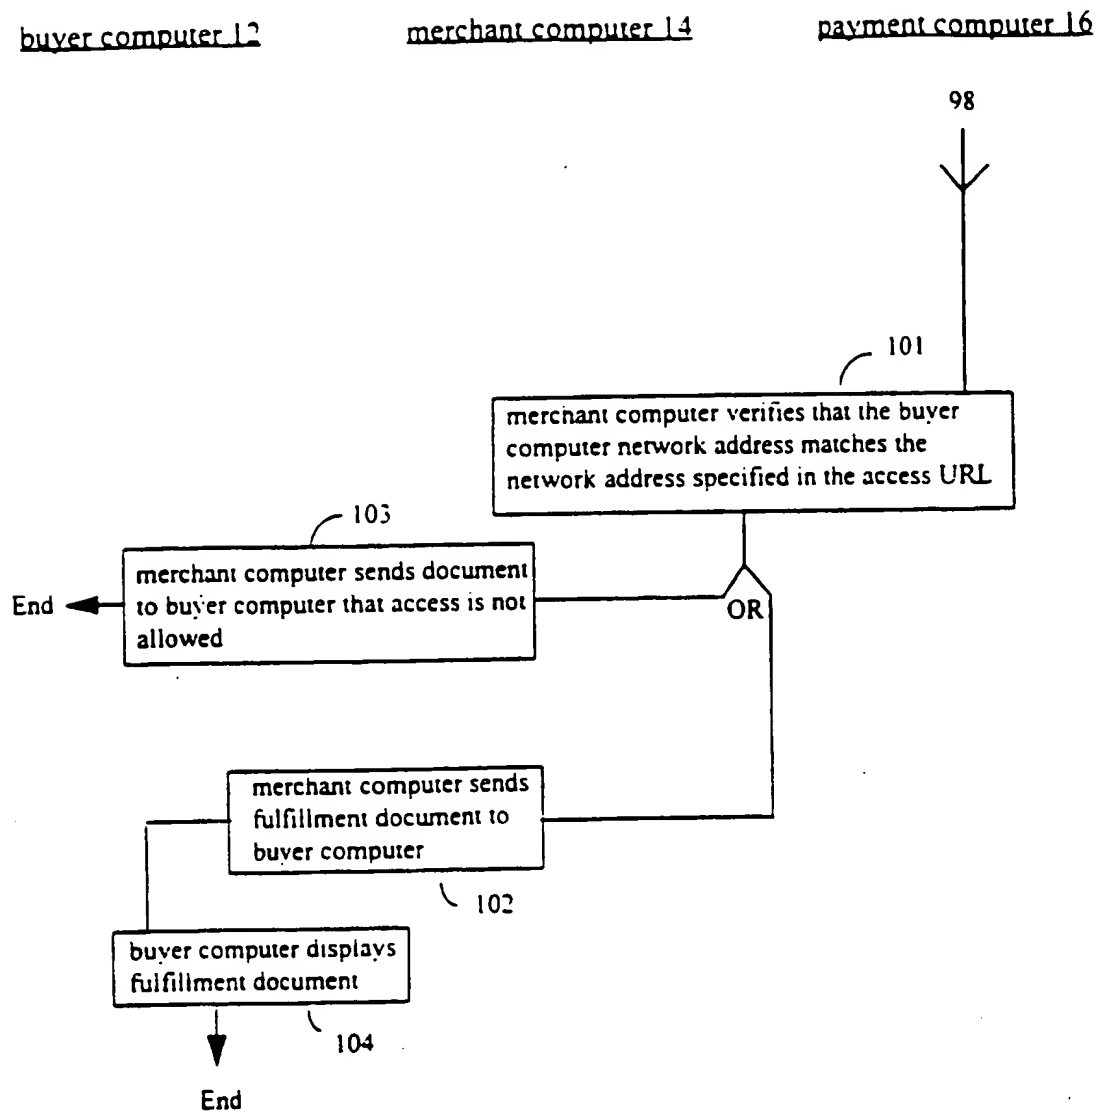 buyer computer 12
merchant computer 14
payment computer 16
98
101
merchant computer verifies that the buyer
computer network address matches the
network address specified in the access URL
103
merchant computer sends document
to buyer computer that access is not
allowed
End
OR
merchant computer sends
fulfillment document to
buyer computer
102
buyer computer displays
fulfillment document
104
End